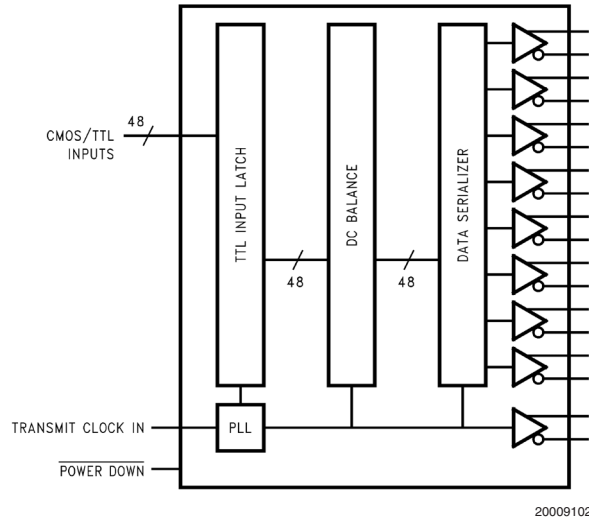 48
CMOS/TTL
INPUTS
TTL INPUT LATCH
48
DC BALANCE
48
DATA SERIALIZER
TRANSMIT CLOCK IN
PLL
POWER DOWN
20009102